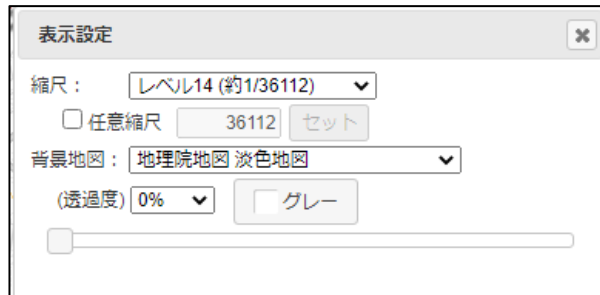 表示設定
縮尺： レベル14 (約1/36112)
任意縮尺 36112 セット
背景地図： 地理院地図 淡色地図
(透過度) 0% グレー